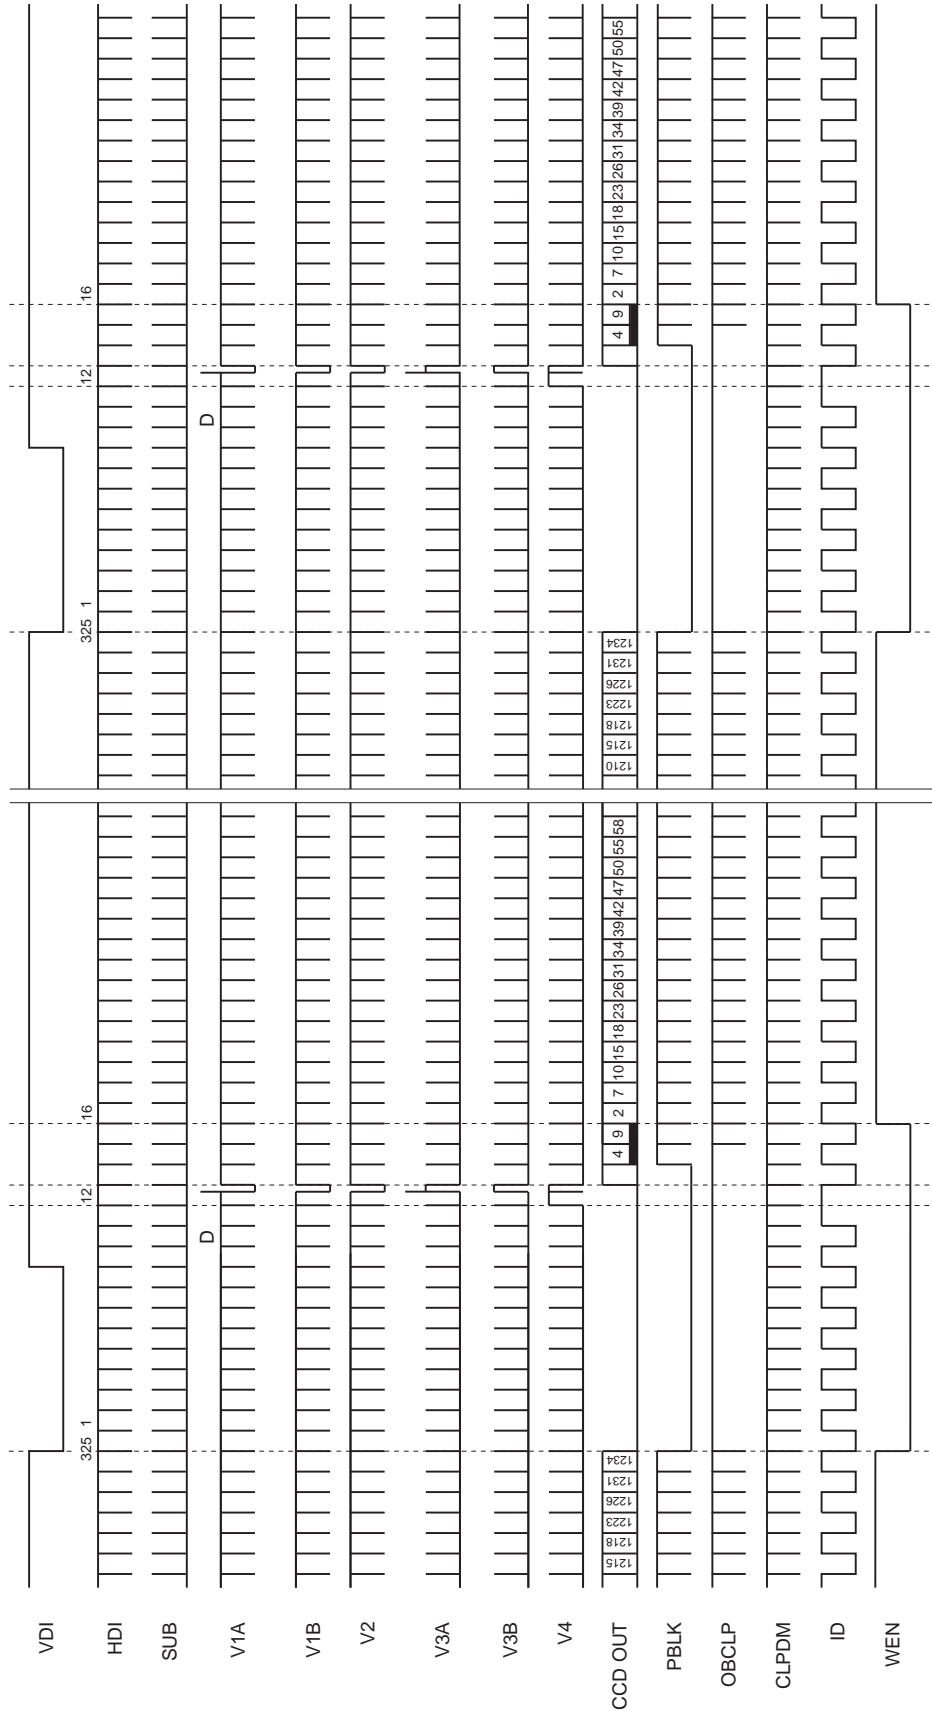 VDI
325 1 12 16 325 1 12 16
HDI
SUB
D D
V1A
V1B
V2
V3A
V3B
V4
CCD OUT 1215 1218 1223 1226 1231 1234 4 9 2 7 10 15 18 23 26 31 34 39 42 47 50 55 58 1210 1215 1218 1223 1226 1231 1234 4 9 2 7 10 15 18 23 26 31 34 39 42 47 50 55
PBLK
OBCLP
CLPDM
ID
WEN